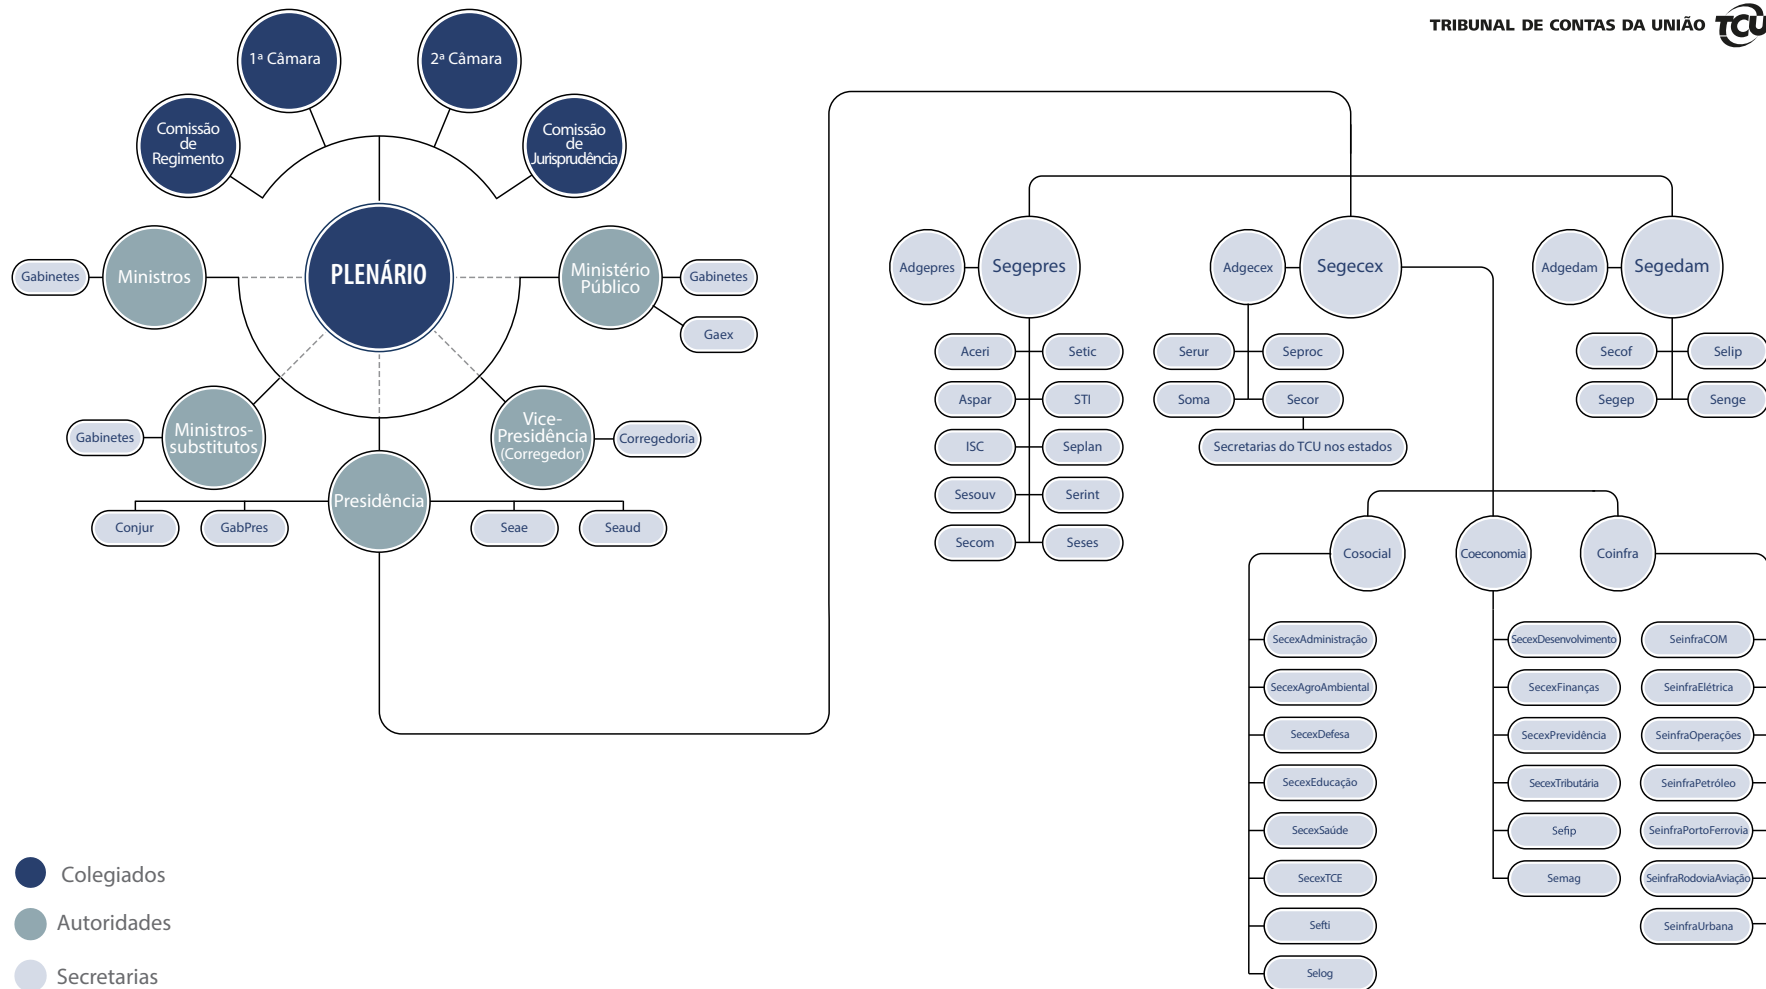 TRIBUNAL DE CONTAS DA UNIÃO TCU
1ª Câmara
2ª Câmara
Comissão
de
Regimento
Comissão
de
Jurisprudência
PLENÁRIO
Gabinetes
Ministros
Ministério
Público
Gabinetes
Gaex
Gabinetes
Ministros-
substitutos
Vice-
Presidência
(Corregedor)
Corregedoria
Presidência
Conjur
GabPres
Seae
Seaud
Adgepres
Segepres
Aceri
Setic
Aspar
STI
ISC
Seplan
Sesouv
Serint
Secom
Seses
Adgecex
Segecex
Serur
Seproc
Soma
Secor
Secretarias do TCU nos estados
Adgedam
Segedam
Secof
Selip
Segep
Senge
Cosocial
Coeconomia
Coinfra
SecexAdministração
SecexAgroAmbiental
SecexDefesa
SecexEducação
SecexSaúde
SecexTCE
Sefti
Selog
SecexDesenvolvimento
SecexFinanças
SecexPrevidência
SecexTributária
Sefip
Semag
SeinfraCOM
SeinfraElétrica
SeinfraOperações
SeinfraPetróleo
SeinfraPortoFerrovia
SeinfraRodoviaAviação
SeinfraUrbana
Colegiados
Autoridades
Secretarias